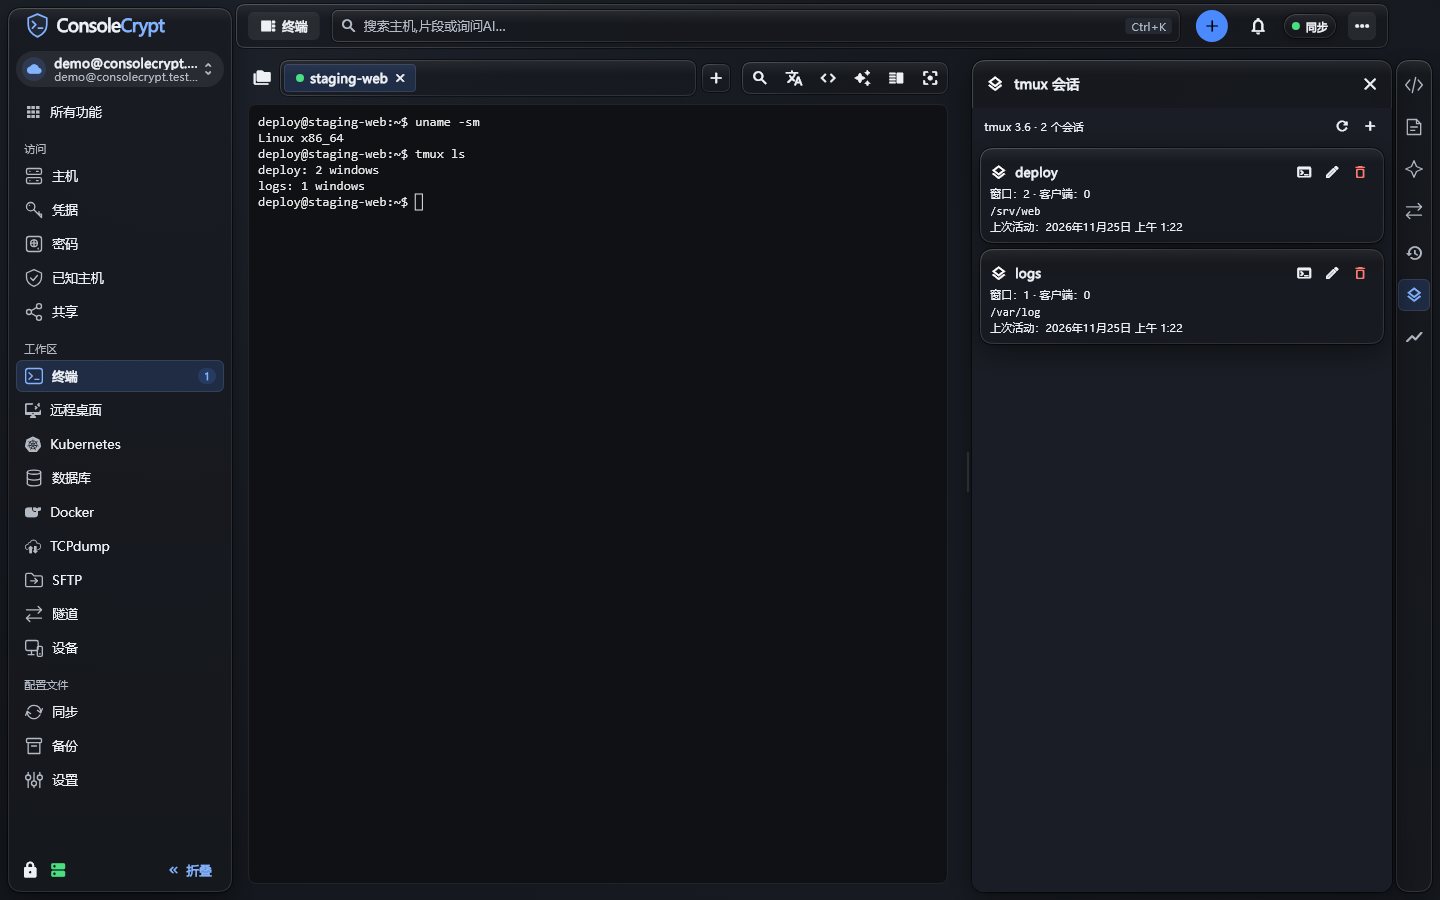 ConsoleCrypt
demo@consolecrypt....
demo@consolecrypt.test...
所有功能
访问
主机
凭据
密码
已知主机
共享
工作区
终端 1
远程桌面
Kubernetes
数据库
Docker
TCPdump
SFTP
隧道
设备
配置文件
同步
备份
设置
« 折叠
终端
搜索主机,片段或询问AI... Ctrl+K
同步
staging-web
deploy@staging-web:~$ uname -sm
Linux x86_64
deploy@staging-web:~$ tmux ls
deploy: 2 windows
logs: 1 windows
deploy@staging-web:~$
tmux 会话
tmux 3.6 · 2 个会话
deploy
窗口: 2 · 客户端: 0
/srv/web
上次活动: 2026年11月25日 上午 1:22
logs
窗口: 1 · 客户端: 0
/var/log
上次活动: 2026年11月25日 上午 1:22